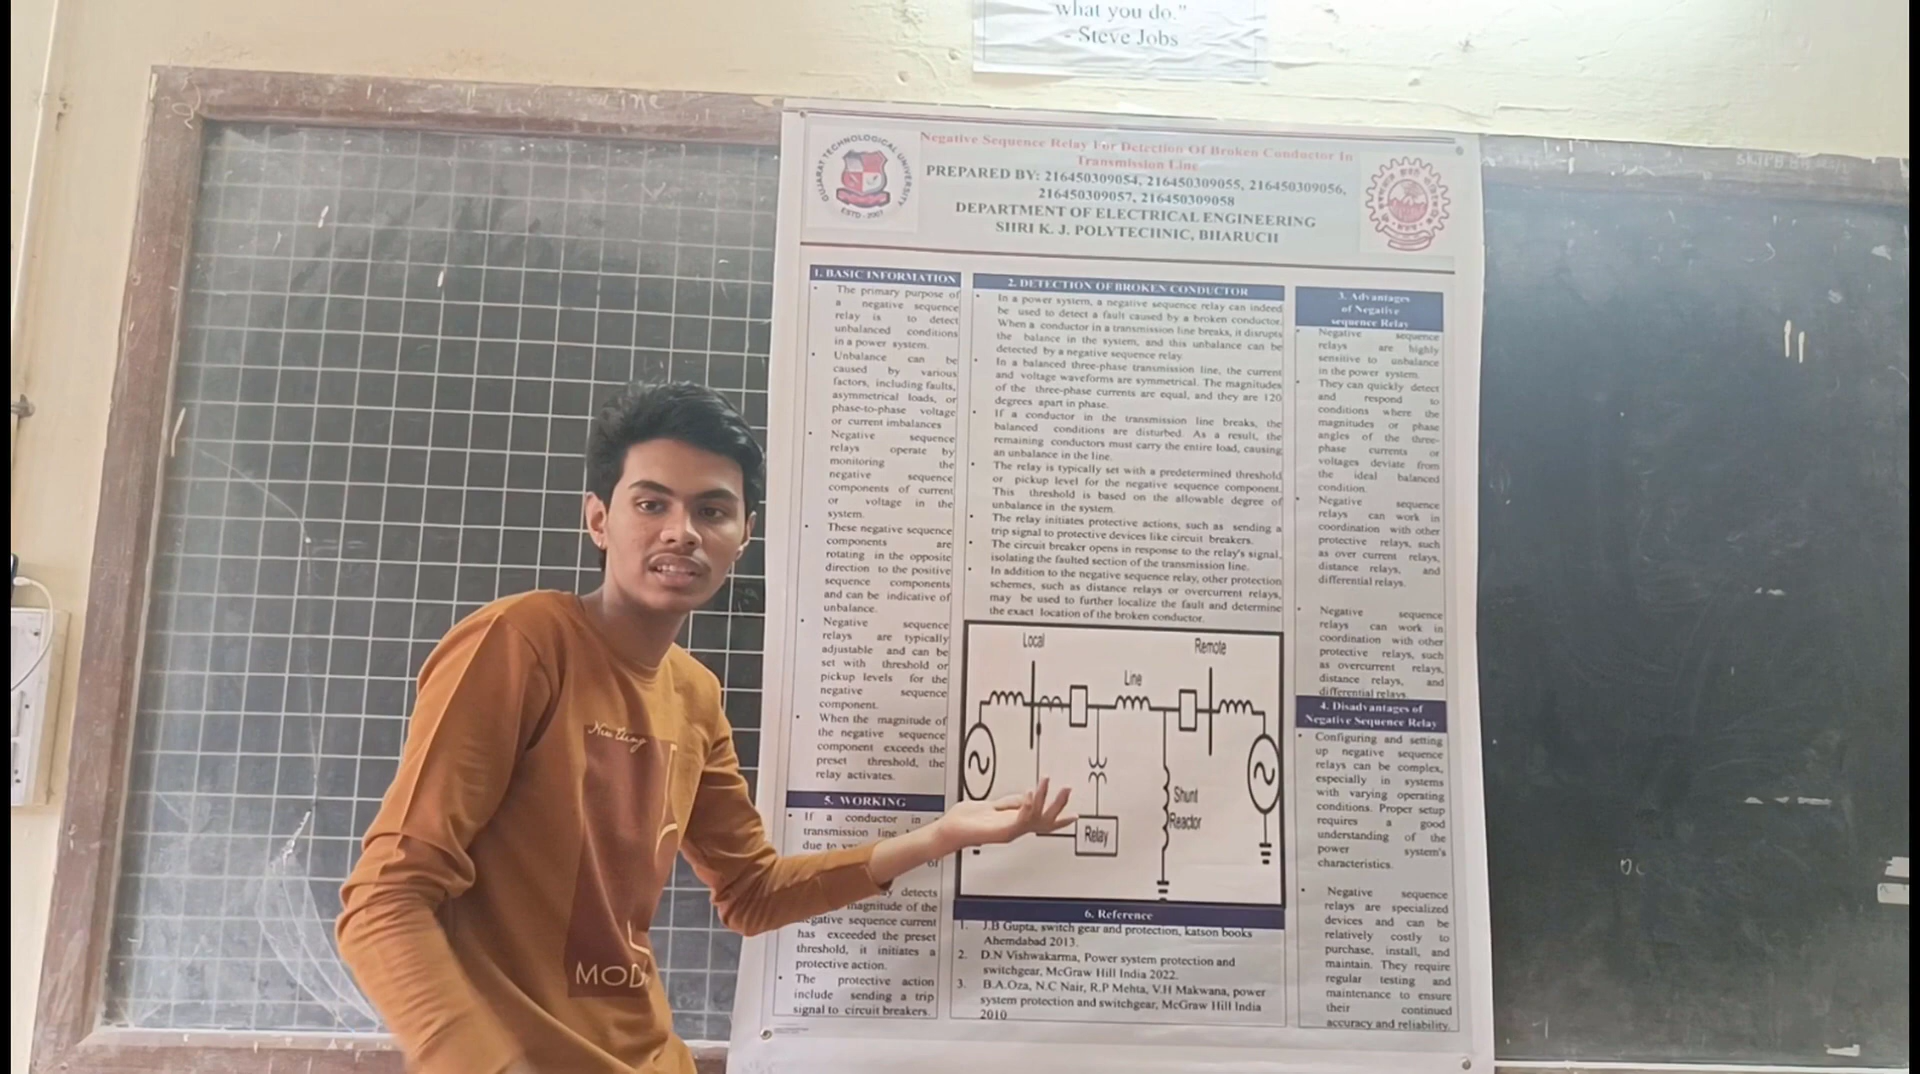 what you do."
- Steve Jobs
GUJARAT TECHNOLOGICAL UNIVERSITY
ESTD - 2007
Negative Sequence Relay For Detection Of Broken Conductor In
Transmission Line
PREPARED BY: 216450309054, 216450309055, 216450309056,
216450309057, 216450309058
DEPARTMENT OF ELECTRICAL ENGINEERING
SHRI K. J. POLYTECHNIC, BHARUCH
1. BASIC INFORMATION
• The primary purpose of
a negative sequence
relay is to detect
unbalanced conditions
in a power system.
• Unbalance can be
caused by various
factors, including faults,
asymmetrical loads, or
phase-to-phase voltage
or current imbalances
• Negative sequence
relays operate by
monitoring the
negative sequence
components of current
or voltage in the
system.
• These negative sequence
components are
rotating in the opposite
direction to the positive
sequence components
and can be indicative of
unbalance.
• Negative sequence
relays are typically
adjustable and can be
set with threshold or
pickup levels for the
negative sequence
component.
• When the magnitude of
the negative sequence
component exceeds the
preset threshold, the
relay activates.
5. WORKING
• If a conductor in
transmission line
due to
of
detects
magnitude of the
negative sequence current
has exceeded the preset
threshold, it initiates a
protective action.
• The protective action
include sending a trip
signal to circuit breakers.
2. DETECTION OF BROKEN CONDUCTOR
• In a power system, a negative sequence relay can indeed
be used to detect a fault caused by a broken conductor.
When a conductor in a transmission line breaks, it disrupts
the balance in the system, and this unbalance can be
detected by a negative sequence relay
• In a balanced three-phase transmission line, the current
and voltage waveforms are symmetrical. The magnitudes
of the three-phase currents are equal, and they are 120
degrees apart in phase.
• If a conductor in the transmission line breaks, the
balanced conditions are disturbed. As a result, the
remaining conductors must carry the entire load, causing
an unbalance in the line.
• The relay is typically set with a predetermined threshold
or pickup level for the negative sequence component.
This threshold is based on the allowable degree of
unbalance in the system.
• The relay initiates protective actions, such as sending a
trip signal to protective devices like circuit breakers.
• The circuit breaker opens in response to the relay's signal,
isolating the faulted section of the transmission line.
• In addition to the negative sequence relay, other protection
schemes, such as distance relays or overcurrent relays,
may be used to further localize the fault and determine
the exact location of the broken conductor.
Local
Remote
Line
Shunt
Reactor
Relay
6. Reference
1. J.B Gupta, switch gear and protection, katson books
Ahemdabad 2013.
2. D.N Vishwakarma, Power system protection and
switchgear, McGraw Hill India 2022.
3. B.A.Oza, N.C Nair, R.P Mehta, V.H Makwana, power
system protection and switchgear, McGraw Hill India
2010
3. Advantages
of Negative
sequence Relay
• Negative sequence
relays are highly
sensitive to unbalance
in the power system.
• They can quickly detect
and respond to
conditions where the
magnitudes or phase
angles of the three-
phase currents or
voltages deviate from
the ideal balanced
condition.
• Negative sequence
relays can work in
coordination with other
protective relays, such
as over current relays,
distance relays, and
differential relays.
• Negative sequence
relays can work in
coordination with other
protective relays, such
as overcurrent relays,
distance relays, and
differential relays.
4. Disadvantages of
Negative Sequence Relay
• Configuring and setting
up negative sequence
relays can be complex,
especially in systems
with varying operating
conditions. Proper setup
requires a good
understanding of the
power system's
characteristics.
• Negative sequence
relays are specialized
devices and can be
relatively costly to
purchase, install, and
maintain. They require
regular testing and
maintenance to ensure
their continued
accuracy and reliability.